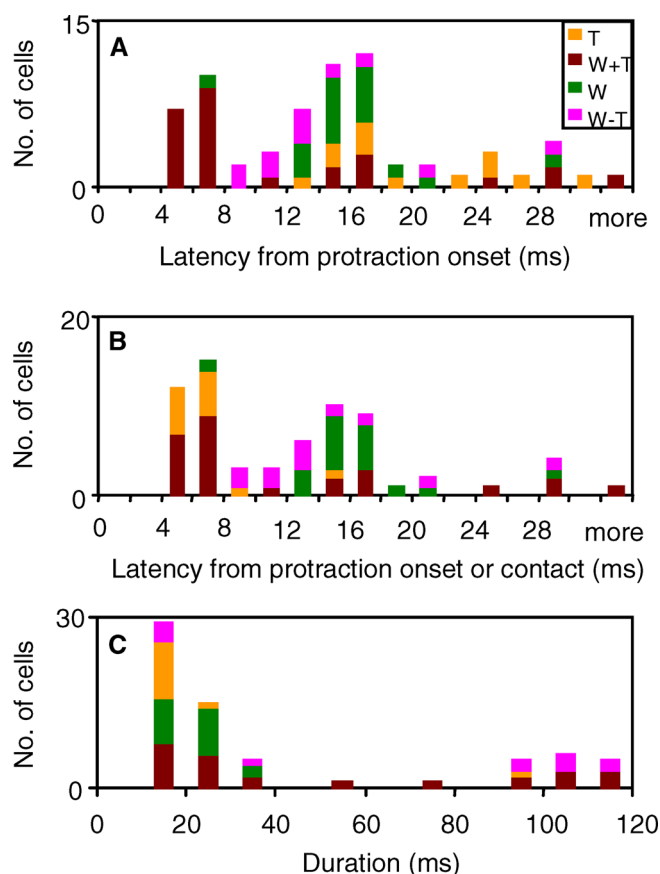 15
A
T
W+T
W
W-T
No. of cells
0
0 4 8 12 16 20 24 28 more
Latency from protraction onset (ms)
20
B
No. of cells
0
0 4 8 12 16 20 24 28 more
Latency from protraction onset or contact (ms)
30
C
No. of cells
0
0 20 40 60 80 100 120
Duration (ms)